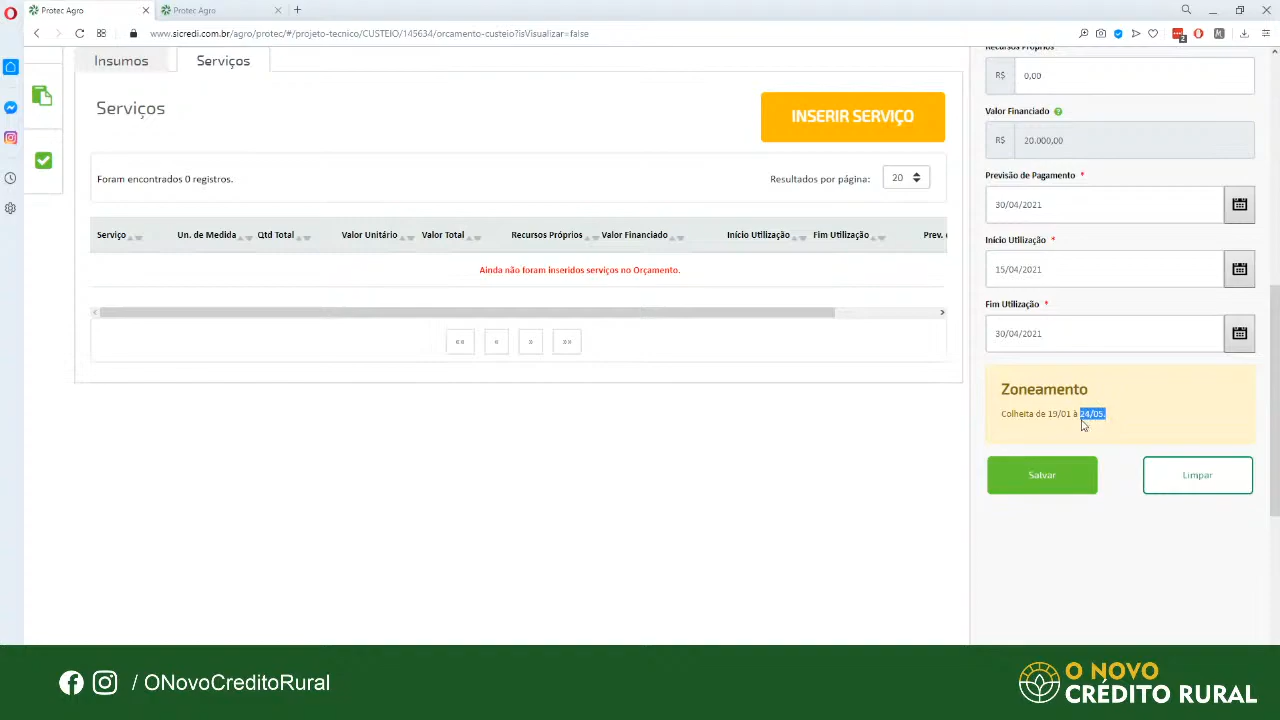 Protec Agro
Protec Agro
www.sicredi.com.br/agro/protec/#/projeto-tecnico/CUSTEIO/145634/orcamento-custeio?isVisualizar=false
2
Insumos
Serviços
Serviços
INSERIR SERVIÇO
Foram encontrados 0 registros.
Resultados por página:
20
Serviço
Un. de Medida
Qtd Total
Valor Unitário
Valor Total
Recursos Próprios
Valor Financiado
Início Utilização
Fim Utilização
Prev.
Ainda não foram inseridos serviços no Orçamento.
««
«
»
»»
Recursos Próprios
R$ 0,00
Valor Financiado
R$ 20.000,00
Previsão de Pagamento *
30/04/2021
Início Utilização *
15/04/2021
Fim Utilização *
30/04/2021
Zoneamento
Colheita de 19/01 à 24/05.
Salvar
Limpar
/ ONovoCreditoRural
O NOVO
CRÉDITO RURAL